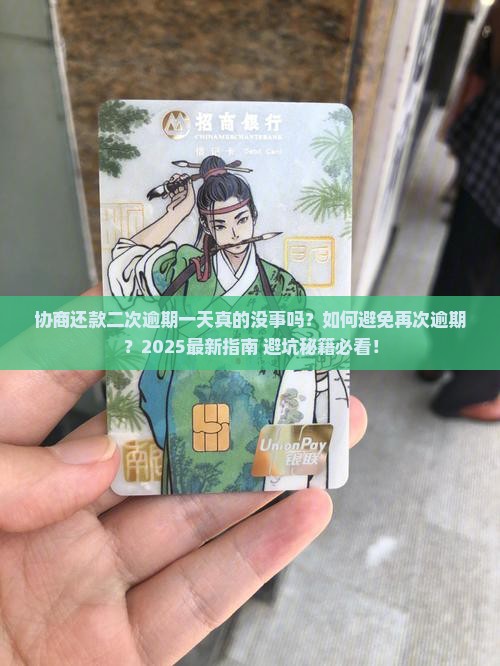 招商银行
CHINA MERCHANTS BANK
借记卡 Debit Card
协商还款二次逾期一天真的没事吗？如何避免再次逾期
？2025最新指南 避坑秘籍必看！
UnionPay
银联